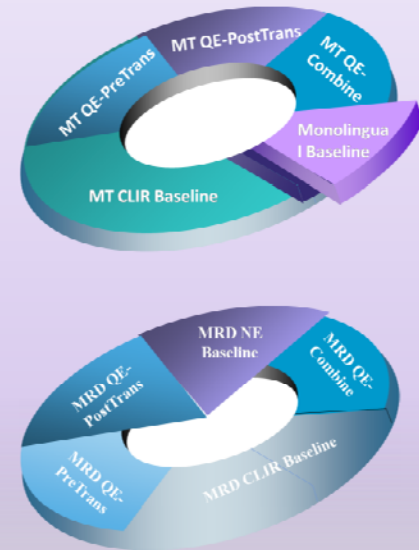 MT QE-PostTrans
MT QE-
Combine
MT QE-PreTrans
Monolingua
l Baseline
MT CLIR Baseline
MRD NE
Baseline
MRD QE-
Combine
MRD QE-
PostTrans
MRD QE-
PreTrans
MRD CLIR Baseline